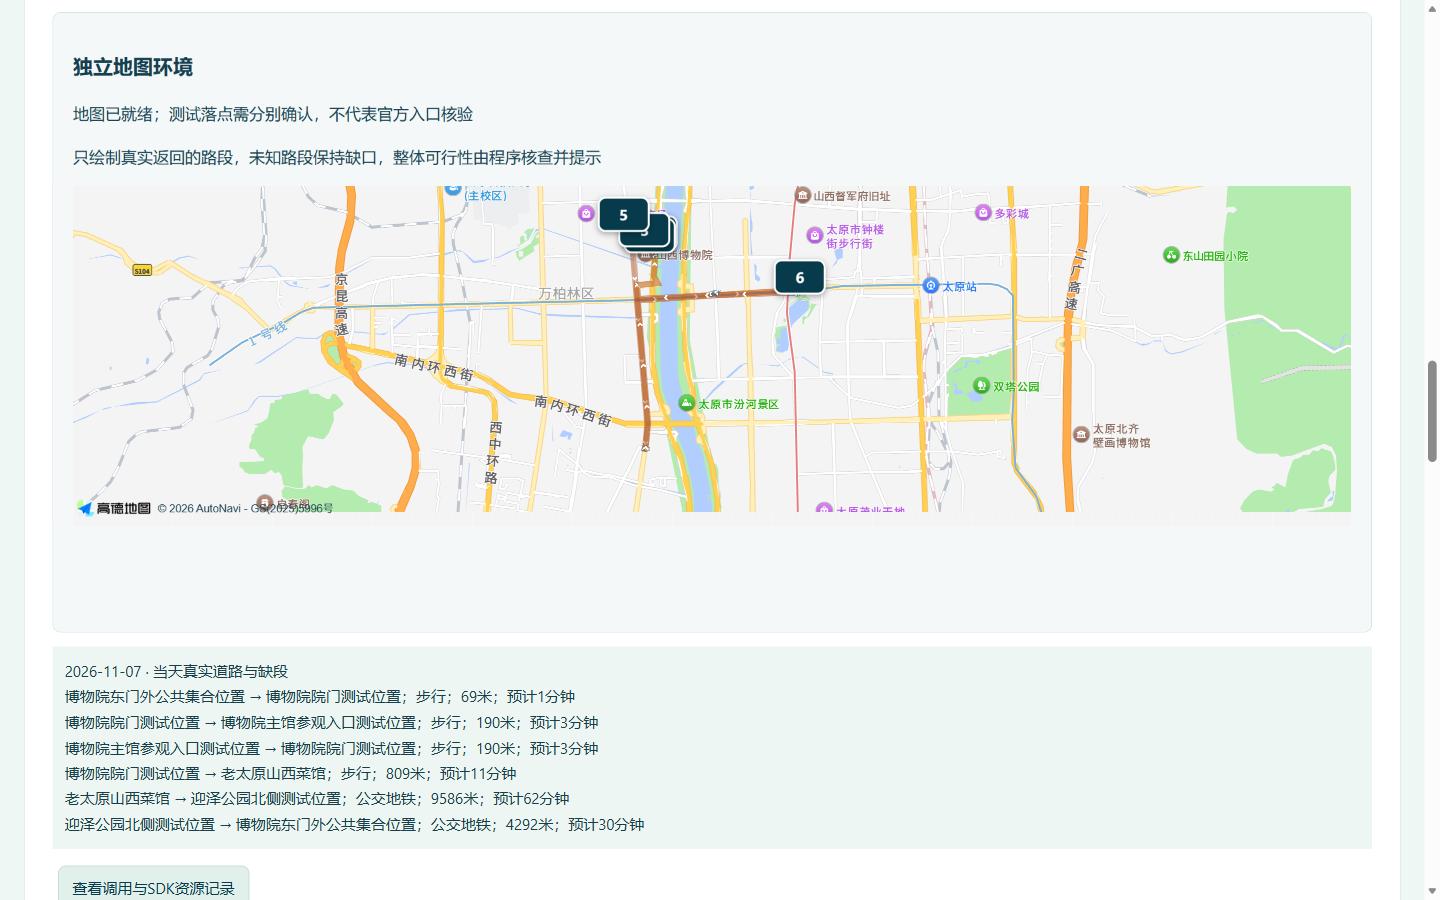 独立地图环境
地图已就绪；测试落点需分别确认，不代表官方入口核验
只绘制真实返回的路段，未知路段保持缺口，整体可行性由程序核查并提示
(主校区)
山西督军府旧址
多彩城
5
太原市钟楼
街步行街
山西博物院
东山田园小院
S104
6
太原站
京昆高速
万柏林区
二广高速
1号线
南内环西街
双塔公园
南内环西街
太原市汾河景区
西中环路
太原北齐
壁画博物馆
高德地图
© 2026 AutoNavi - GS(2025)5996号
2026-11-07 · 当天真实道路与缺段
博物院东门外公共集合位置 → 博物院院门测试位置；步行；69米；预计1分钟
博物院院门测试位置 → 博物院主馆参观入口测试位置；步行；190米；预计3分钟
博物院主馆参观入口测试位置 → 博物院院门测试位置；步行；190米；预计3分钟
博物院院门测试位置 → 老太原山西菜馆；步行；809米；预计11分钟
老太原山西菜馆 → 迎泽公园北侧测试位置；公交地铁；9586米；预计62分钟
迎泽公园北侧测试位置 → 博物院东门外公共集合位置；公交地铁；4292米；预计30分钟
查看调用与SDK资源记录